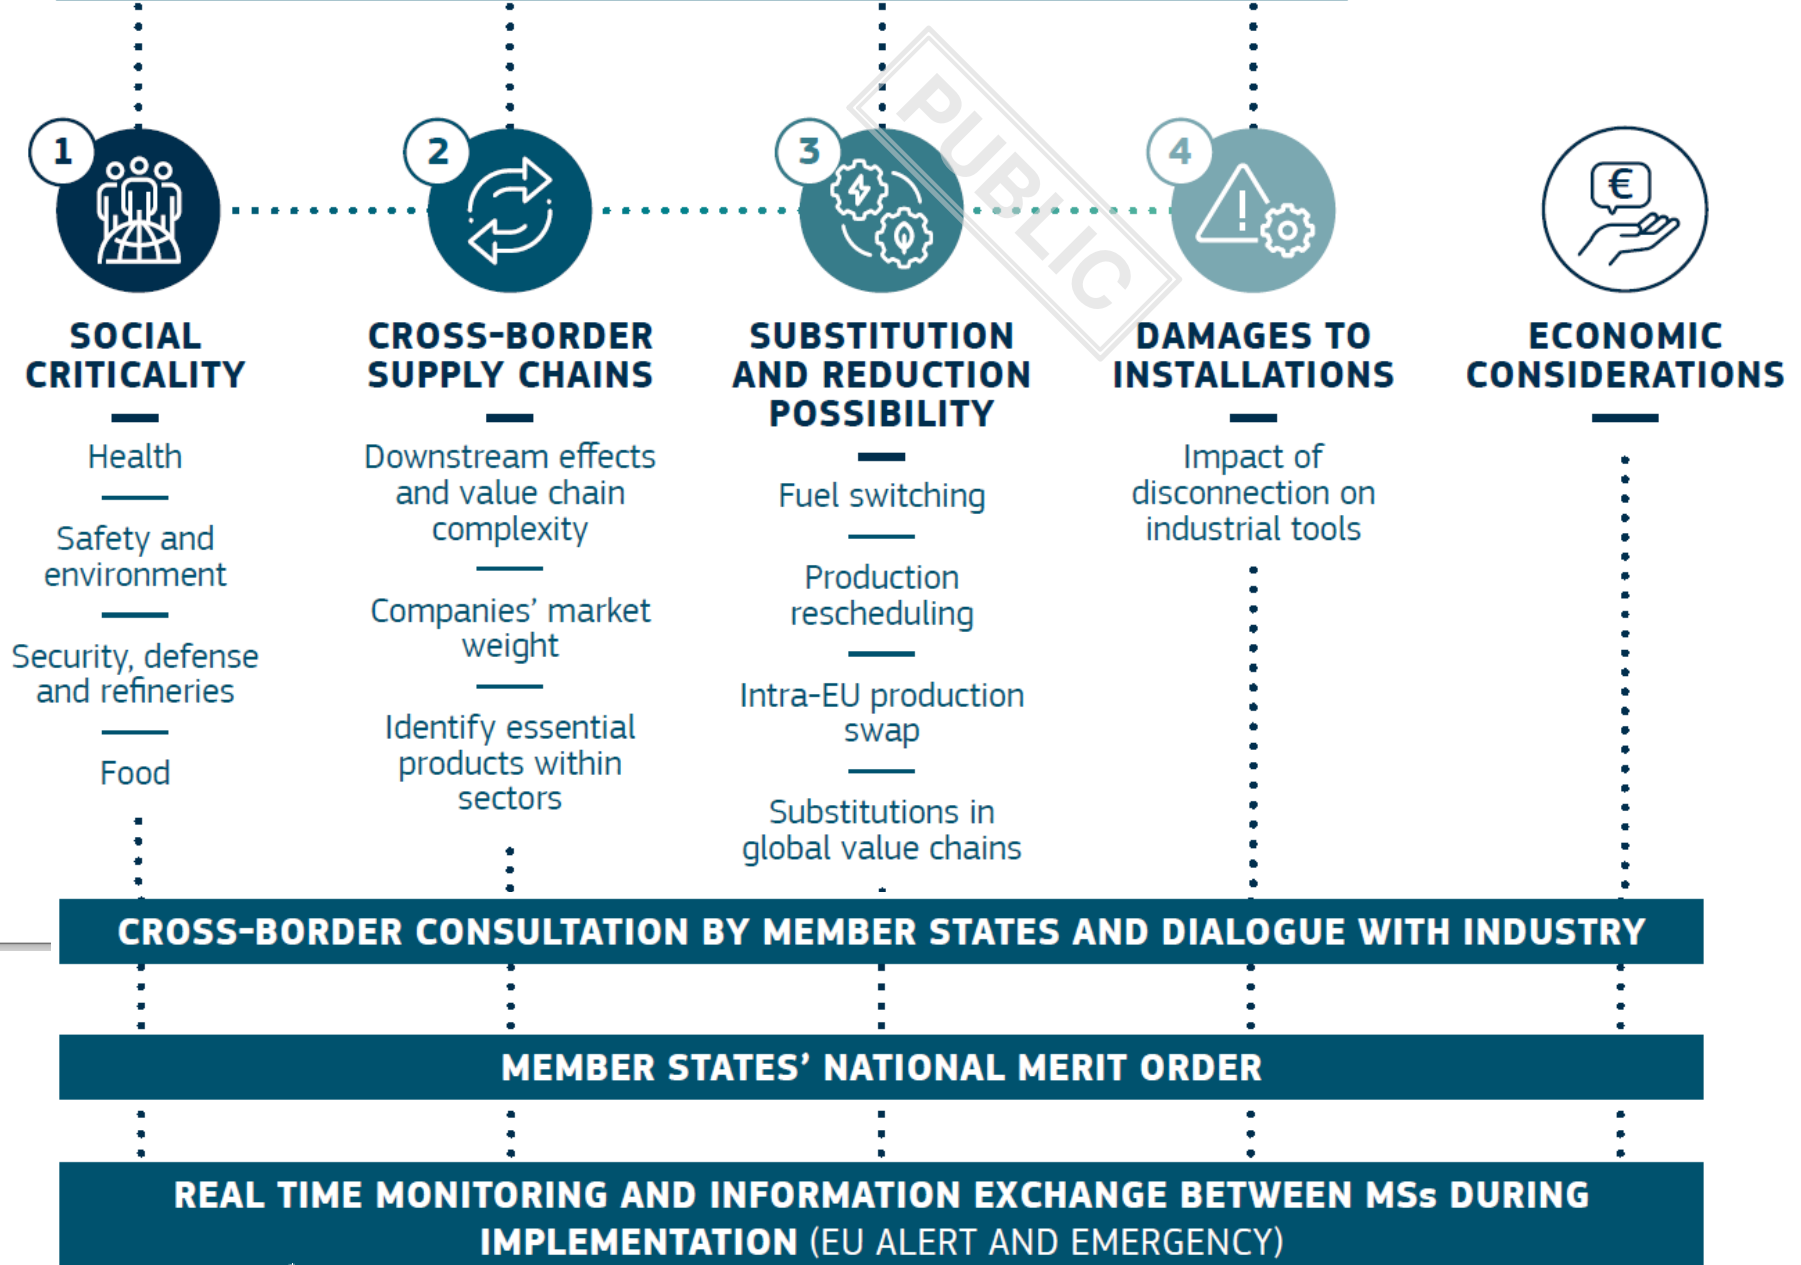 1
SOCIAL
CRITICALITY
Health
Safety and
environment
Security, defense
and refineries
Food
2
CROSS-BORDER
SUPPLY CHAINS
Downstream effects
and value chain
complexity
Companies' market
weight
Identify essential
products within
sectors
3
SUBSTITUTION
AND REDUCTION
POSSIBILITY
Fuel switching
Production
rescheduling
Intra-EU production
swap
Substitutions in
global value chains
4
DAMAGES TO
INSTALLATIONS
Impact of
disconnection on
industrial tools
€
ECONOMIC
CONSIDERATIONS
PUBLIC
CROSS-BORDER CONSULTATION BY MEMBER STATES AND DIALOGUE WITH INDUSTRY
MEMBER STATES' NATIONAL MERIT ORDER
REAL TIME MONITORING AND INFORMATION EXCHANGE BETWEEN MSs DURING
IMPLEMENTATION (EU ALERT AND EMERGENCY)